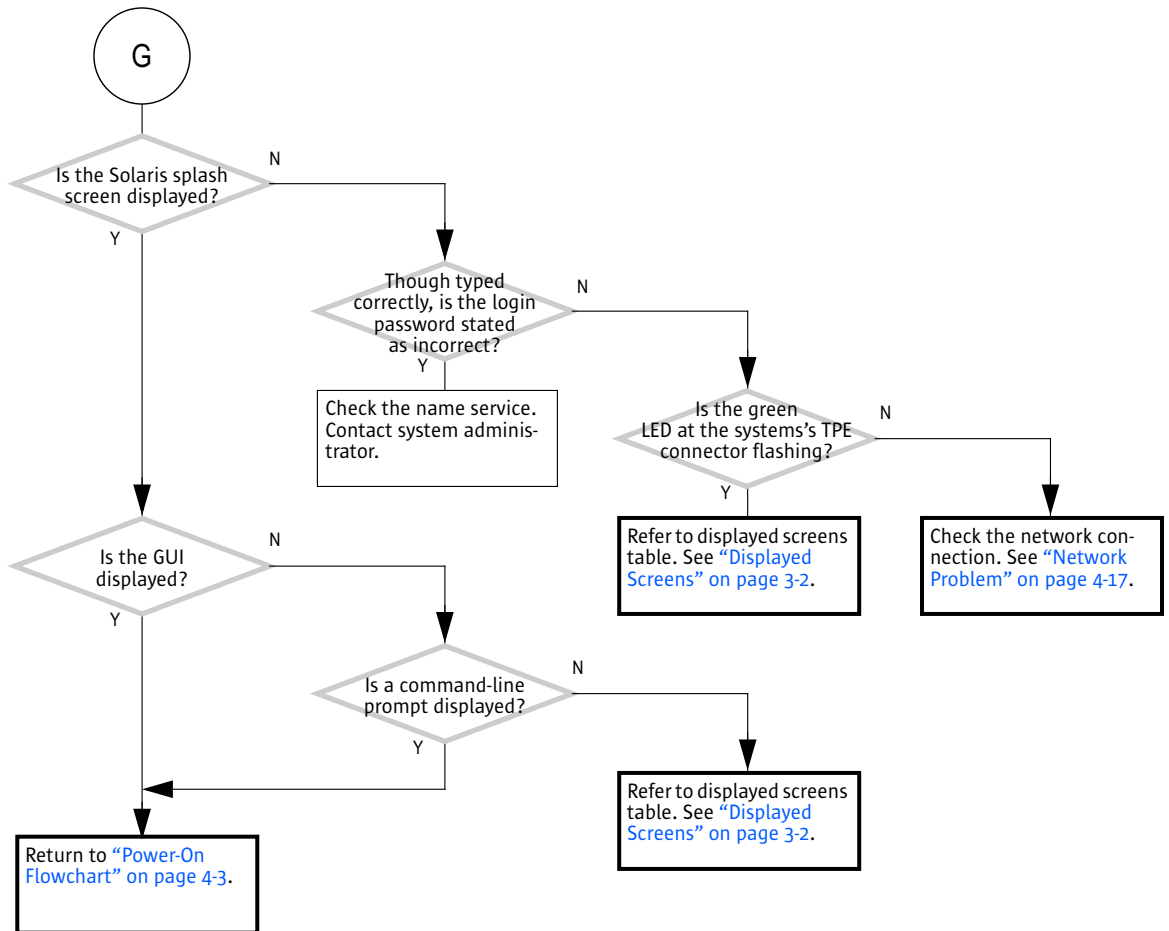 G
Is the Solaris splash
screen displayed?
N
Y
Though typed
correctly, is the login
password stated
as incorrect?
N
Y
Check the name service.
Contact system adminis-
trator.
Is the green
LED at the systems's TPE
connector flashing?
N
Y
Refer to displayed screens
table. See “Displayed
Screens” on page 3-2.
Check the network con-
nection. See “Network
Problem” on page 4-17.
Is the GUI
displayed?
N
Y
Is a command-line
prompt displayed?
N
Y
Refer to displayed screens
table. See “Displayed
Screens” on page 3-2.
Return to “Power-On
Flowchart” on page 4-3.